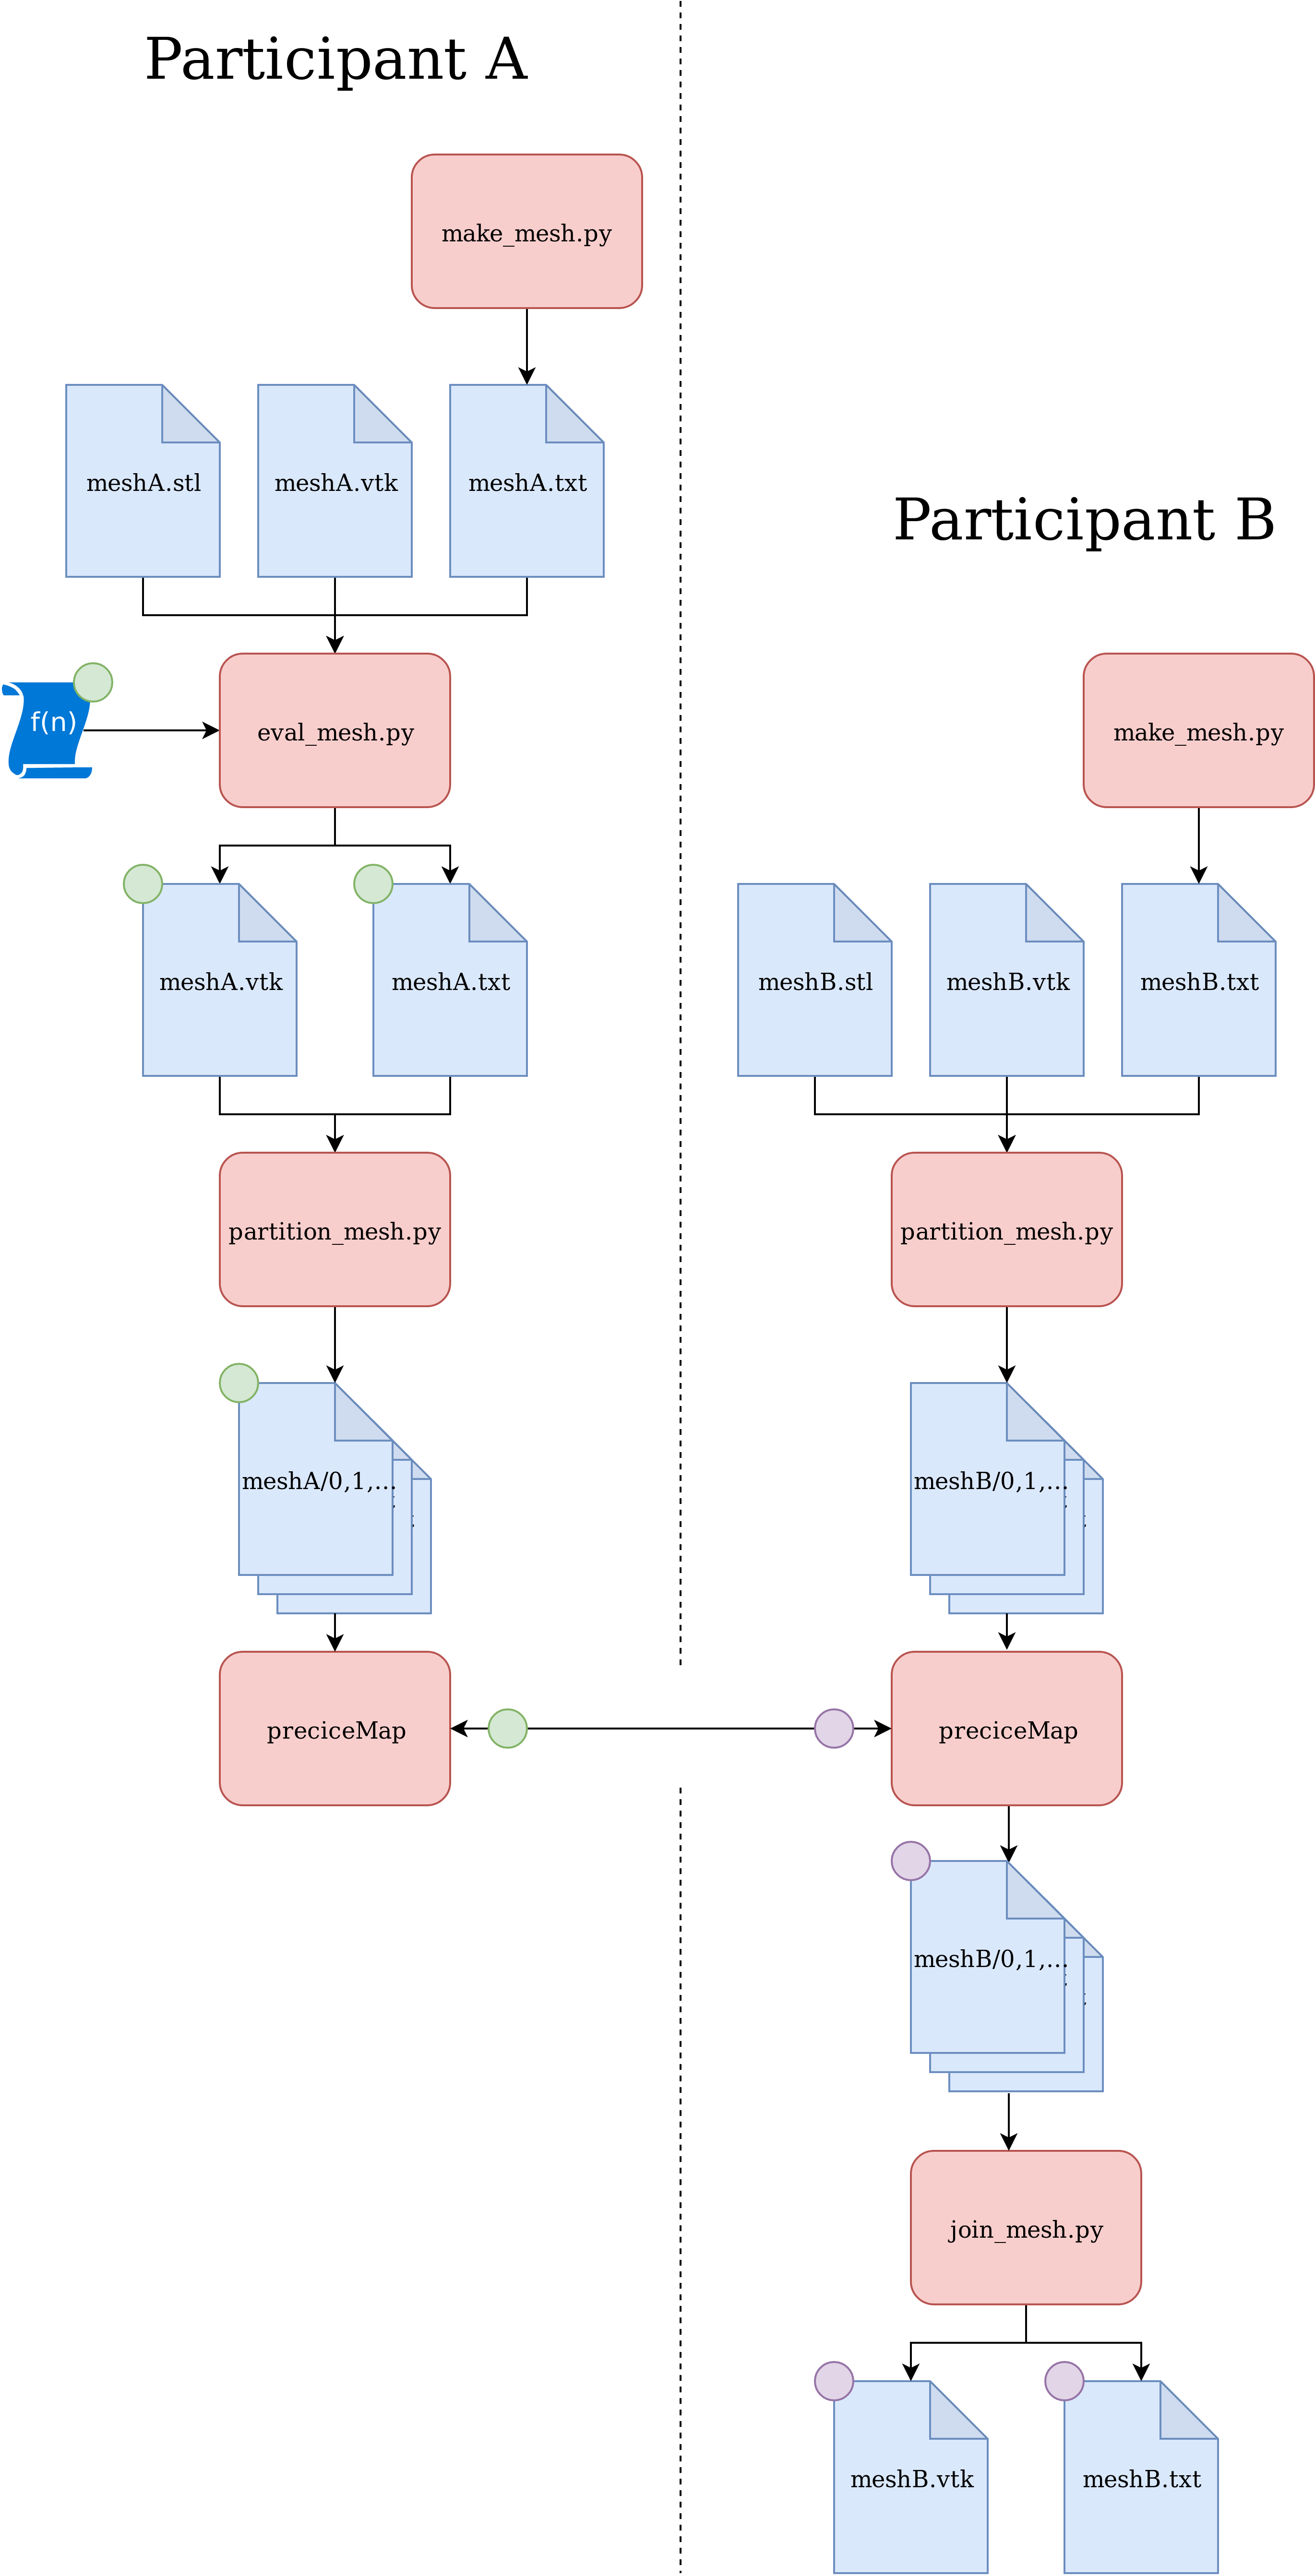 Participant A
make_mesh.py
meshA.stl
meshA.vtk
meshA.txt
f(n)
eval_mesh.py
meshA.vtk
meshA.txt
partition_mesh.py
meshA/0,1,...
preciceMap
Participant B
make_mesh.py
meshB.stl
meshB.vtk
meshB.txt
partition_mesh.py
meshB/0,1,...
preciceMap
meshB/0,1,...
join_mesh.py
meshB.vtk
meshB.txt